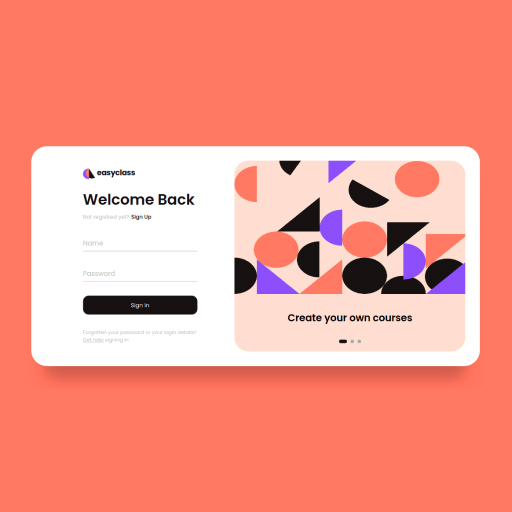 easyclass
Welcome Back
Not registred yet? Sign Up
Name
Password
Sign In
Forgotten your password or your login details?
Get help signing in
Create your own courses